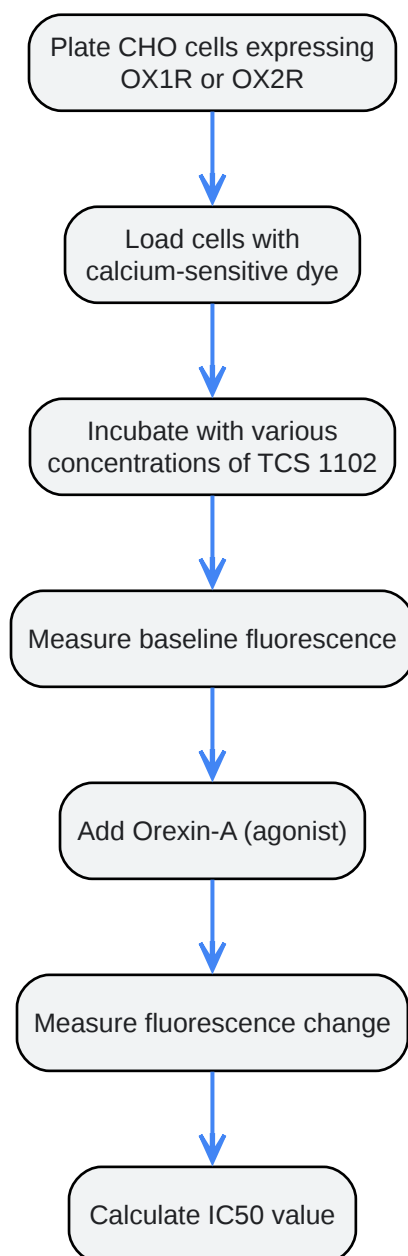 Plate CHO cells expressing
OX1R or OX2R
Load cells with
calcium-sensitive dye
Incubate with various
concentrations of TCS 1102
Measure baseline fluorescence
Add Orexin-A (agonist)
Measure fluorescence change
Calculate IC50 value